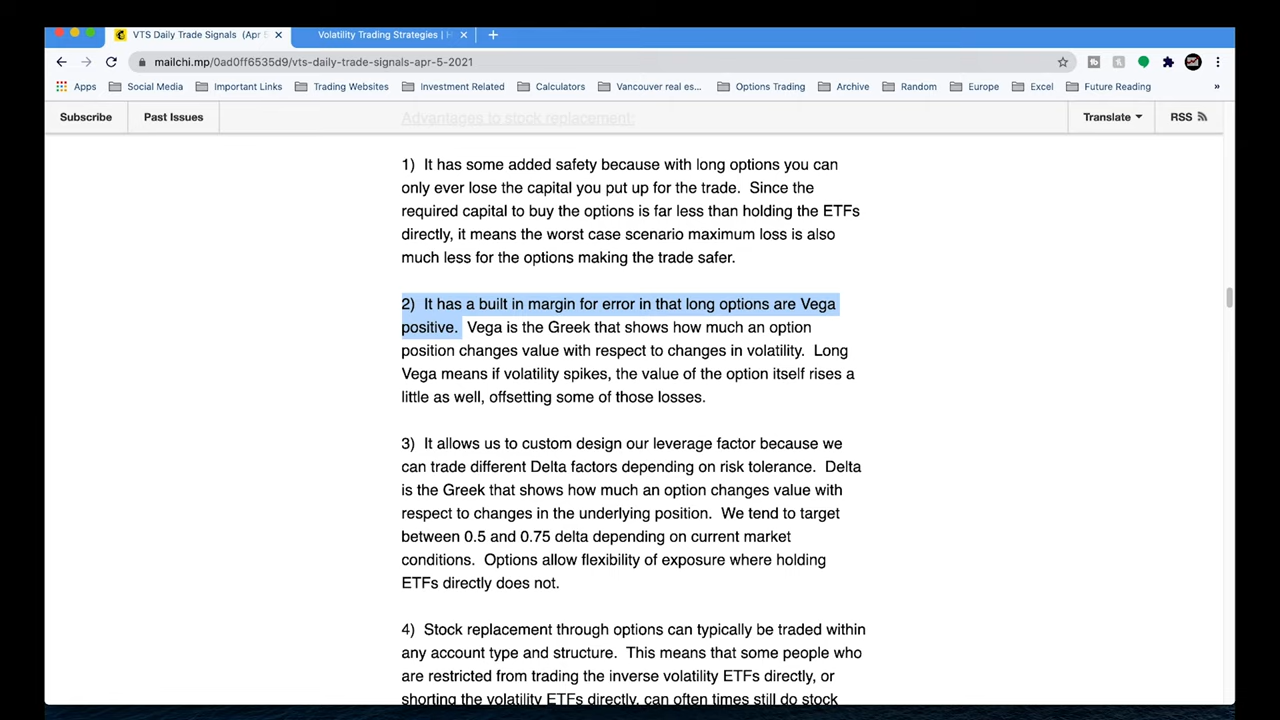 VTS Daily Trade Signals (Apr 5
Volatility Trading Strategies |
mailchi.mp/0ad0ff6535d9/vts-daily-trade-signals-apr-5-2021
Apps Social Media Important Links Trading Websites Investment Related Calculators Vancouver real es... Options Trading Archive Random Europe Excel Future Reading »
Subscribe Past Issues Translate RSS
Advantages to stock replacement:
1) It has some added safety because with long options you can
only ever lose the capital you put up for the trade. Since the
required capital to buy the options is far less than holding the ETFs
directly, it means the worst case scenario maximum loss is also
much less for the options making the trade safer.
2) It has a built in margin for error in that long options are Vega
positive. Vega is the Greek that shows how much an option
position changes value with respect to changes in volatility. Long
Vega means if volatility spikes, the value of the option itself rises a
little as well, offsetting some of those losses.
3) It allows us to custom design our leverage factor because we
can trade different Delta factors depending on risk tolerance. Delta
is the Greek that shows how much an option changes value with
respect to changes in the underlying position. We tend to target
between 0.5 and 0.75 delta depending on current market
conditions. Options allow flexibility of exposure where holding
ETFs directly does not.
4) Stock replacement through options can typically be traded within
any account type and structure. This means that some people who
are restricted from trading the inverse volatility ETFs directly, or
shorting the volatility ETFs directly, can often times still do stock